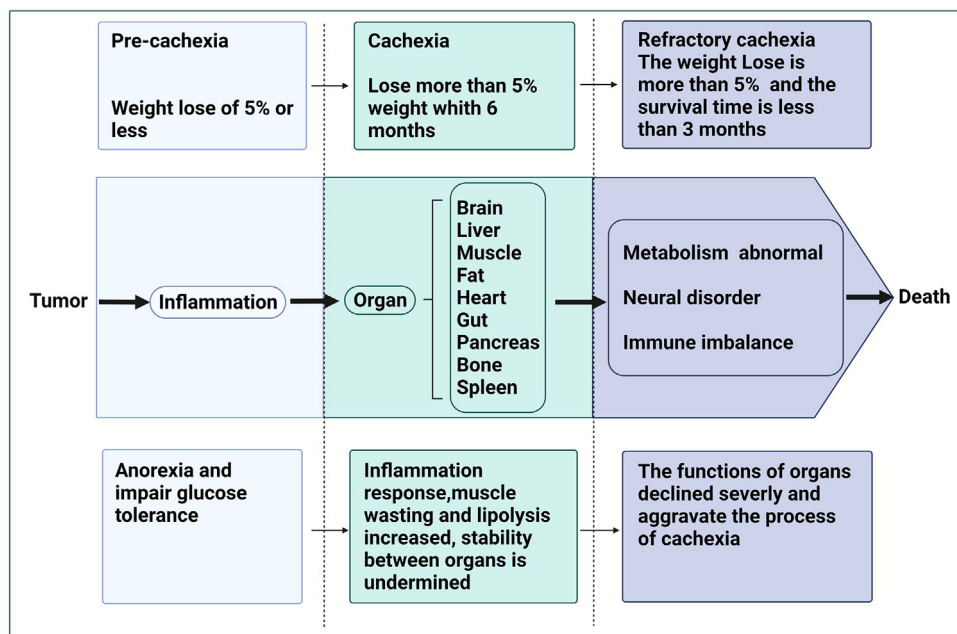 Pre-cachexia
Weight lose of 5% or
less
Cachexia
Lose more than 5%
weight whith 6
months
Refractory cachexia
The weight Lose is
more than 5% and the
survival time is less
than 3 months
Tumor
Inflammation
Organ
Brain
Liver
Muscle
Fat
Heart
Gut
Pancreas
Bone
Spleen
Metabolism abnormal
Neural disorder
Immune imbalance
Death
Anorexia and
impair glucose
tolerance
Inflammation
response,muscle
wasting and lipolysis
increased, stability
between organs is
undermined
The functions of organs
declined severly and
aggravate the process
of cachexia